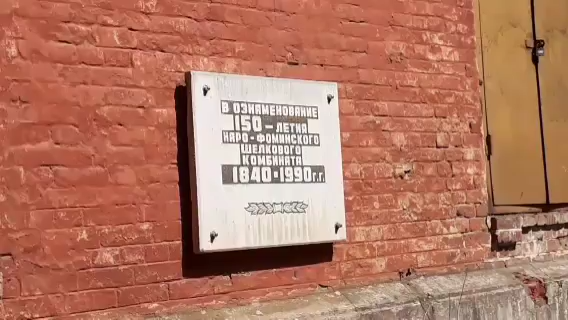 В ОЗНАМЕНОВАНИЕ
150 - ЛЕТИЯ
НАРО-ФОМИНСКОГО
ШЕЛКОВОГО
КОМБИНАТА
1840-1990 г.г.